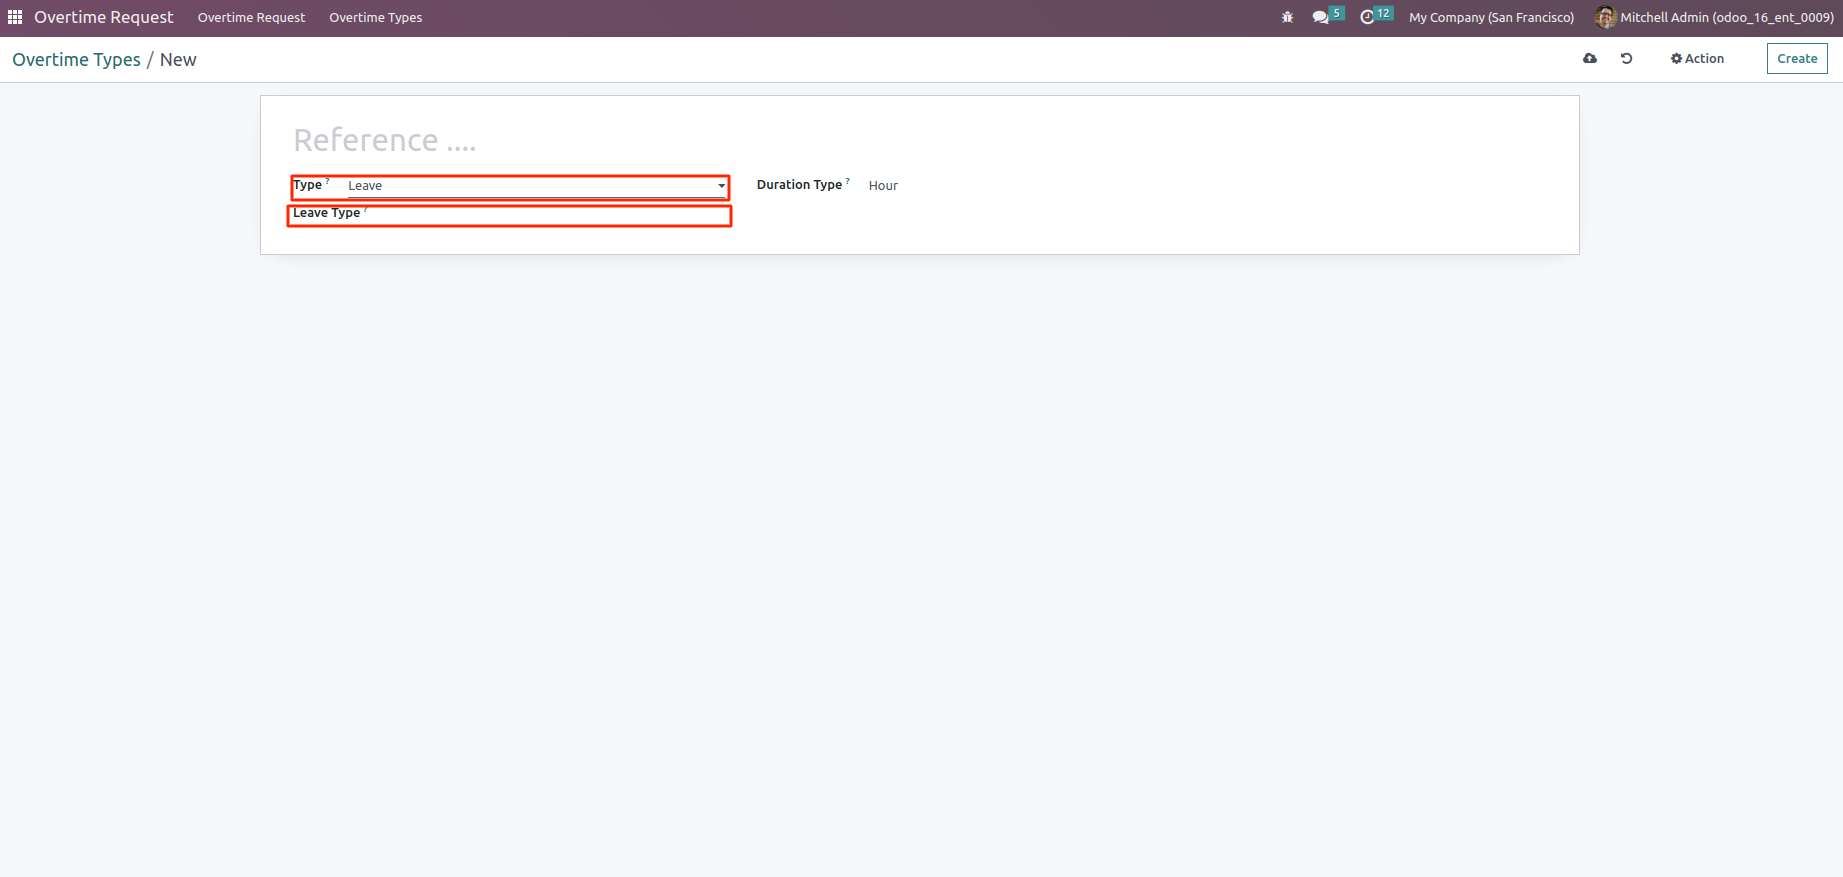 Overtime Request Overtime Request Overtime Types 5 12 My Company (San Francisco) Mitchell Admin (odoo_16_ent_0009)
Overtime Types / New Action Create
Reference ....
Type ? Leave Duration Type ? Hour
Leave Type ?